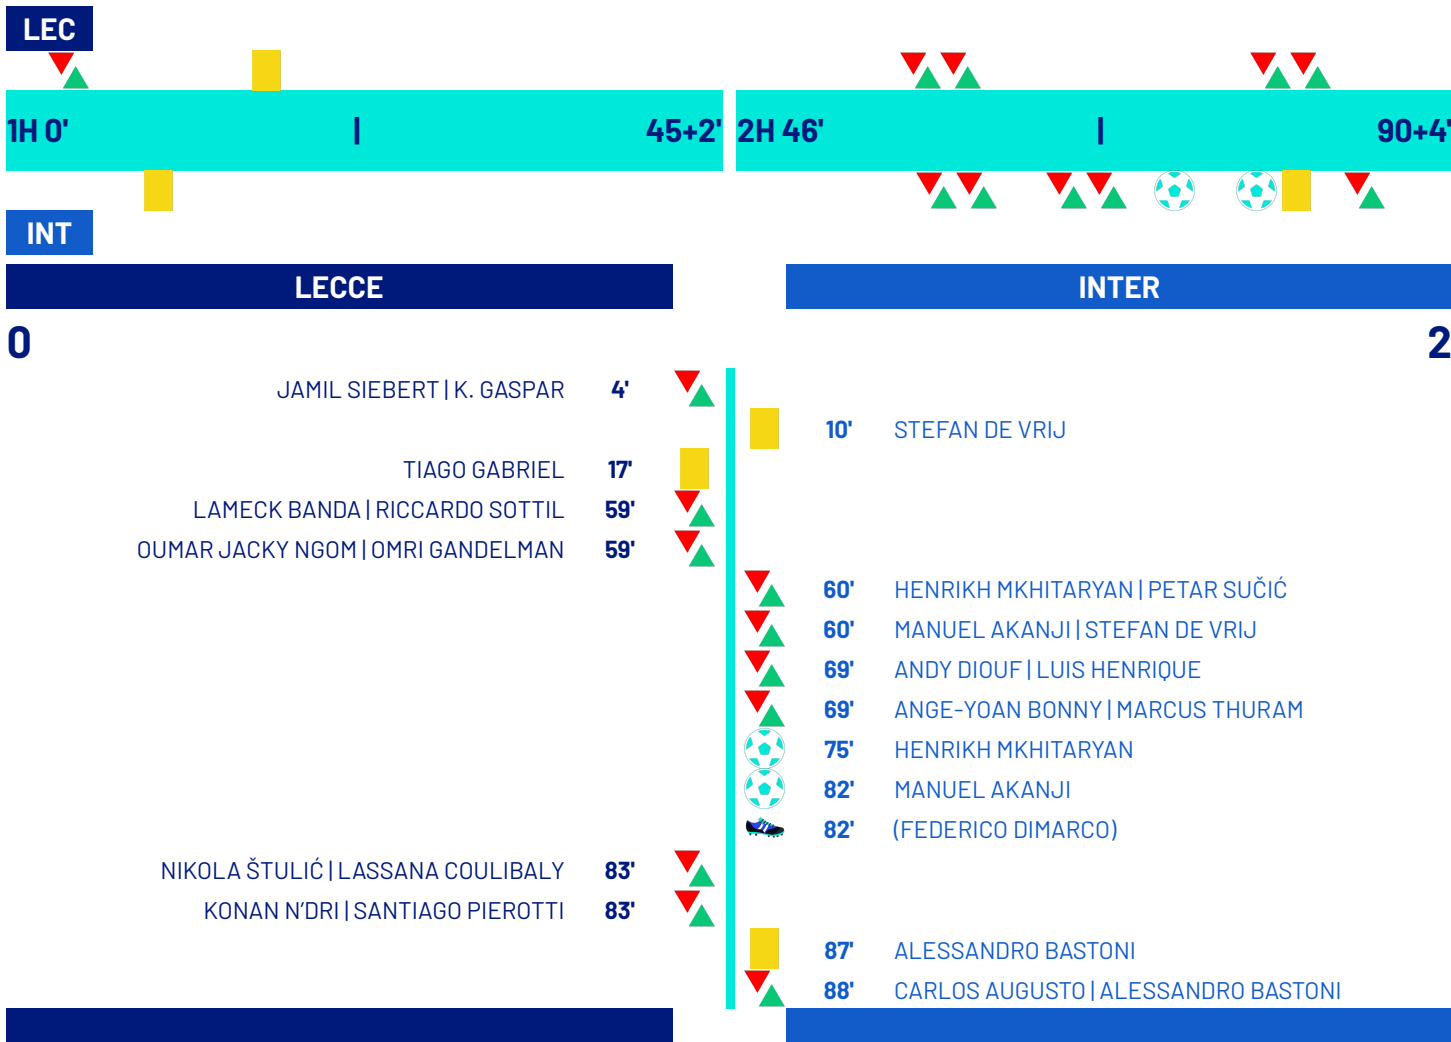 LEC
1H 0' | 45+2' 2H 46' | 90+4'
INT
LECCE INTER
0 2
JAMIL SIEBERT | K. GASPAR 4'
10' STEFAN DE VRIJ
TIAGO GABRIEL 17'
LAMECK BANDA | RICCARDO SOTTIL 59'
OUMAR JACKY NGOM | OMRI GANDELMAN 59'
60' HENRIKH MKHITARYAN | PETAR SUČIĆ
60' MANUEL AKANJI | STEFAN DE VRIJ
69' ANDY DIOUF | LUIS HENRIQUE
69' ANGE-YOAN BONNY | MARCUS THURAM
75' HENRIKH MKHITARYAN
82' MANUEL AKANJI
82' (FEDERICO DIMARCO)
NIKOLA ŠTULIĆ | LASSANA COULIBALY 83'
KONAN N’DRI | SANTIAGO PIEROTTI 83'
87' ALESSANDRO BASTONI
88' CARLOS AUGUSTO | ALESSANDRO BASTONI